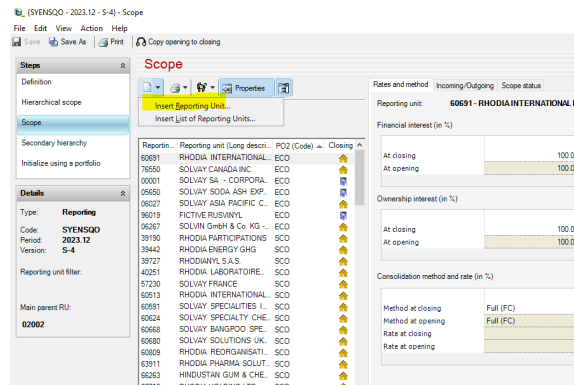 (SYENSQO - 2023.12 - S-4) - Scope
File Edit View Action Help
Save Save As Print Copy opening to closing
Steps
Definition
Hierarchical scope
Scope
Secondary hierarchy
Initialize using a portfolio
Details
Type: Reporting
Code: SYENSQO
Period: 2023.12
Version: S-4
Reporting unit filter:
Main parent RU:
02002
Scope
Properties
Insert Reporting Unit...
Insert List of Reporting Units...
Reportin... Reporting unit (Long descri... PO2 (Code) Closing
60691 RHODIA INTERNATIONAL... ECO
76550 SOLVAY CANADA INC ECO
00001 SOLVAY SA - CORPORA... ECO
05650 SOLVAY SODA ASH EXP... ECO
06027 SOLVAY ASIA PACIFIC C... ECO
96019 FICTIVE RUSVINYL ECO
06267 SOLVIN GmbH & Co. KG -... ECO
39190 RHODIA PARTICIPATIONS SCO
39442 RHODIA ENERGY GHG SCO
39727 RHODIANYL S.A.S. SCO
40251 RHODIA LABORATOIRE... SCO
57230 SOLVAY FRANCE SCO
60513 RHODIA INTERNATIONAL... SCO
60591 SOLVAY SPECIALITIES I... SCO
60624 SOLVAY SPECIALTY CHE... SCO
60668 SOLVAY BANGPOO SPE... SCO
60680 SOLVAY SOLUTIONS UK... SCO
60809 RHODIA REORGANISATI... SCO
63911 RHODIA PHARMA SOLUT... SCO
66263 HINDUSTAN GUM & CHE... SCO
Rates and method Incoming/Outgoing Scope status
Reporting unit: 60691 - RHODIA INTERNATIONAL
Financial interest (in %)
At closing 100.0
At opening 100.0
Ownership interest (in %)
At closing 100.0
At opening 100.0
Consolidation method and rate (in %)
Method at closing Full (FC)
Method at opening Full (FC)
Rate at closing
Rate at opening